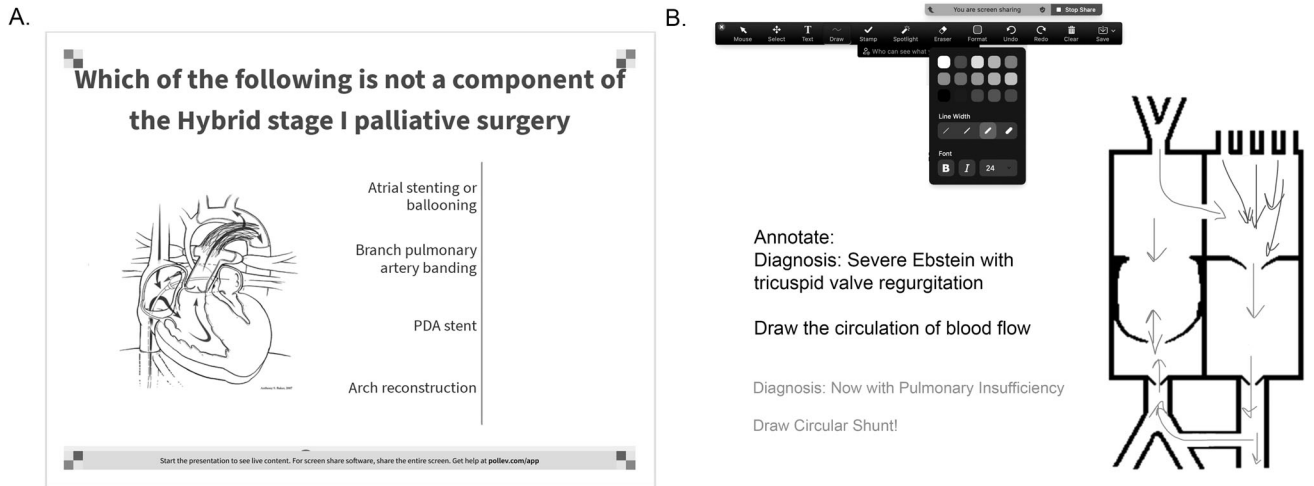 A.
Which of the following is not a component of
the Hybrid stage I palliative surgery
Atrial stenting or
ballooning
Branch pulmonary
artery banding
PDA stent
Arch reconstruction
Start the presentation to see live content. For screen share software, share the entire screen. Get help at pollev.com/app
B.
You are screen sharing
Stop Share
Mouse
Select
Text
Draw
Stamp
Spotlight
Eraser
Format
Undo
Redo
Clear
Save
Who can see what
Line Width
Font
B I 24
Annotate:
Diagnosis: Severe Ebstein with
tricuspid valve regurgitation
Draw the circulation of blood flow
Diagnosis: Now with Pulmonary Insufficiency
Draw Circular Shunt!